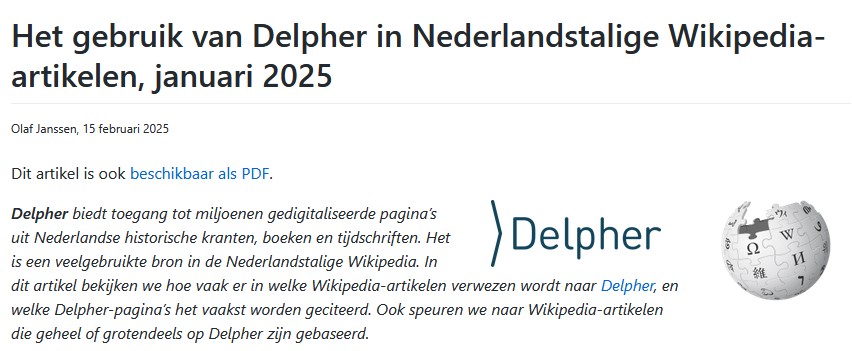 Het gebruik van Delpher in Nederlandstalige Wikipedia-
artikelen, januari 2025
Olaf Janssen, 15 februari 2025
Dit artikel is ook beschikbaar als PDF.
Delpher biedt toegang tot miljoenen gedigitaliseerde pagina's
uit Nederlandse historische kranten, boeken en tijdschriften. Het
is een veelgebruikte bron in de Nederlandstalige Wikipedia. In
dit artikel bekijken we hoe vaak er in welke Wikipedia-artikelen verwezen wordt naar Delpher, en
welke Delpher-pagina's het vaakst worden geciteerd. Ook speuren we naar Wikipedia-artikelen
die geheel of grotendeels op Delpher zijn gebaseerd.
Delpher
Ω W
維 И